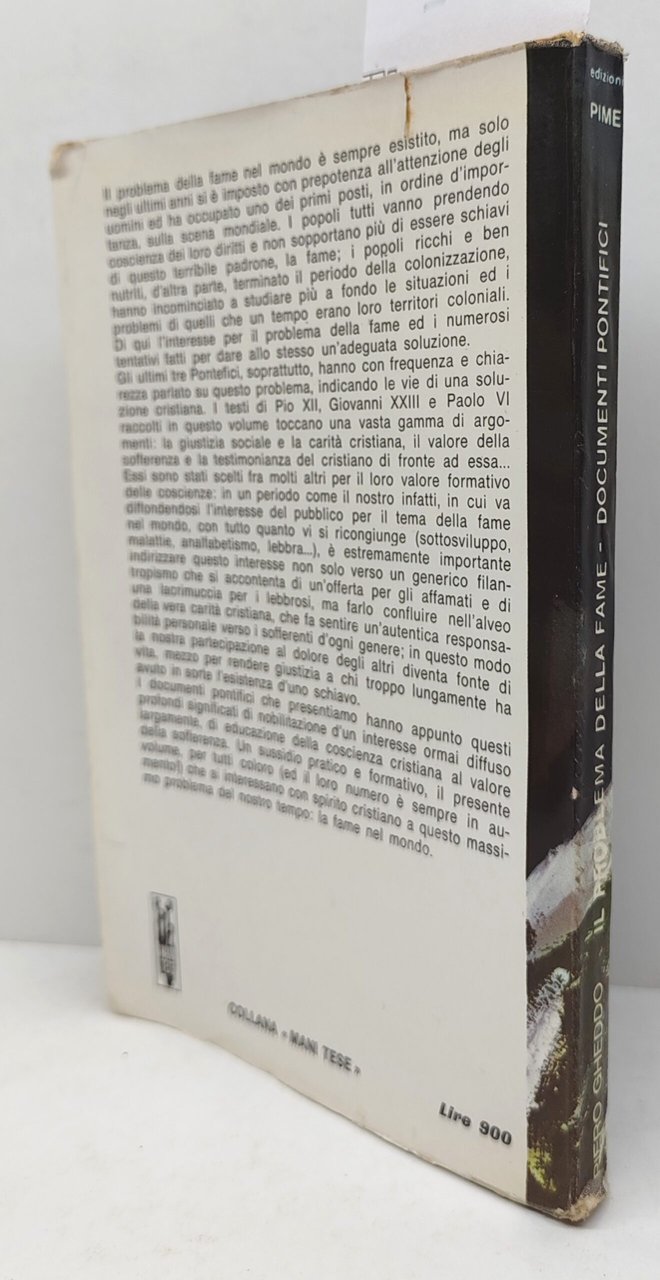 Il problema della fame nel mondo è sempre esistito, ma solo
negli ultimi anni si è imposto con prepotenza all'attenzione degli
uomini ed ha occupato uno dei primi posti, in ordine d'impor-
tanza, sulla scena mondiale. I popoli tutti vanno prendendo
coscienza dei loro diritti e non sopportano più di essere schiavi
di questo terribile padrone, la fame; i popoli ricchi e ben
nutriti, d'altra parte, terminato il periodo della colonizzazione,
hanno incominciato a studiare più a fondo le situazioni ed i
problemi di quelli che un tempo erano loro territori coloniali.
Di qui l'interesse per il problema della fame ed i numerosi
tentativi fatti per dare allo stesso un'adeguata soluzione.
Gli ultimi tre Pontefici, soprattutto, hanno con frequenza e chia-
rezza parlato su questo problema, indicando le vie di una solu-
zione cristiana. I testi di Pio XII, Giovanni XXIII e Paolo VI
raccolti in questo volume toccano una vasta gamma di argo-
menti: la giustizia sociale e la carità cristiana, il valore della
sofferenza e la testimonianza del cristiano di fronte ad essa...
Essi sono stati scelti fra molti altri per il loro valore formativo
delle coscienze: in un periodo come il nostro infatti, in cui va
diffondendosi l'interesse del pubblico per il tema della fame
nel mondo, con tutto quanto vi si ricongiunge (sottosviluppo,
malattie, analfabetismo, lebbra...), è estremamente importante
indirizzare questo interesse non solo verso un generico filan-
tropismo che si accontenta di un'offerta per gli affamati e di
una lacrimuccia per i lebbrosi, ma farlo confluire nell'alveo
della vera carità cristiana, che fa sentire un'autentica responsa-
bilità personale verso i sofferenti d'ogni genere; in questo modo
la nostra partecipazione al dolore degli altri diventa fonte di
vita, mezzo per rendere giustizia a chi troppo lungamente ha
avuto in sorte l'esistenza d'uno schiavo.
I documenti pontifici che presentiamo hanno appunto questi
profondi significati di nobilitazione d'un interesse ormai diffuso
largamente, di educazione della coscienza cristiana al valore
della sofferenza. Un sussidio pratico e formativo, il presente
volume, per tutti coloro (ed il loro numero è sempre in au-
mento!) che si interessano con spirito cristiano a questo massi-
mo problema del nostro tempo: la fame nel mondo.
COLLANA « MANI TESE »
Lire 900
edizioni
PIME
PIERO GHEDDO - IL PROBLEMA DELLA FAME - DOCUMENTI PONTIFICI